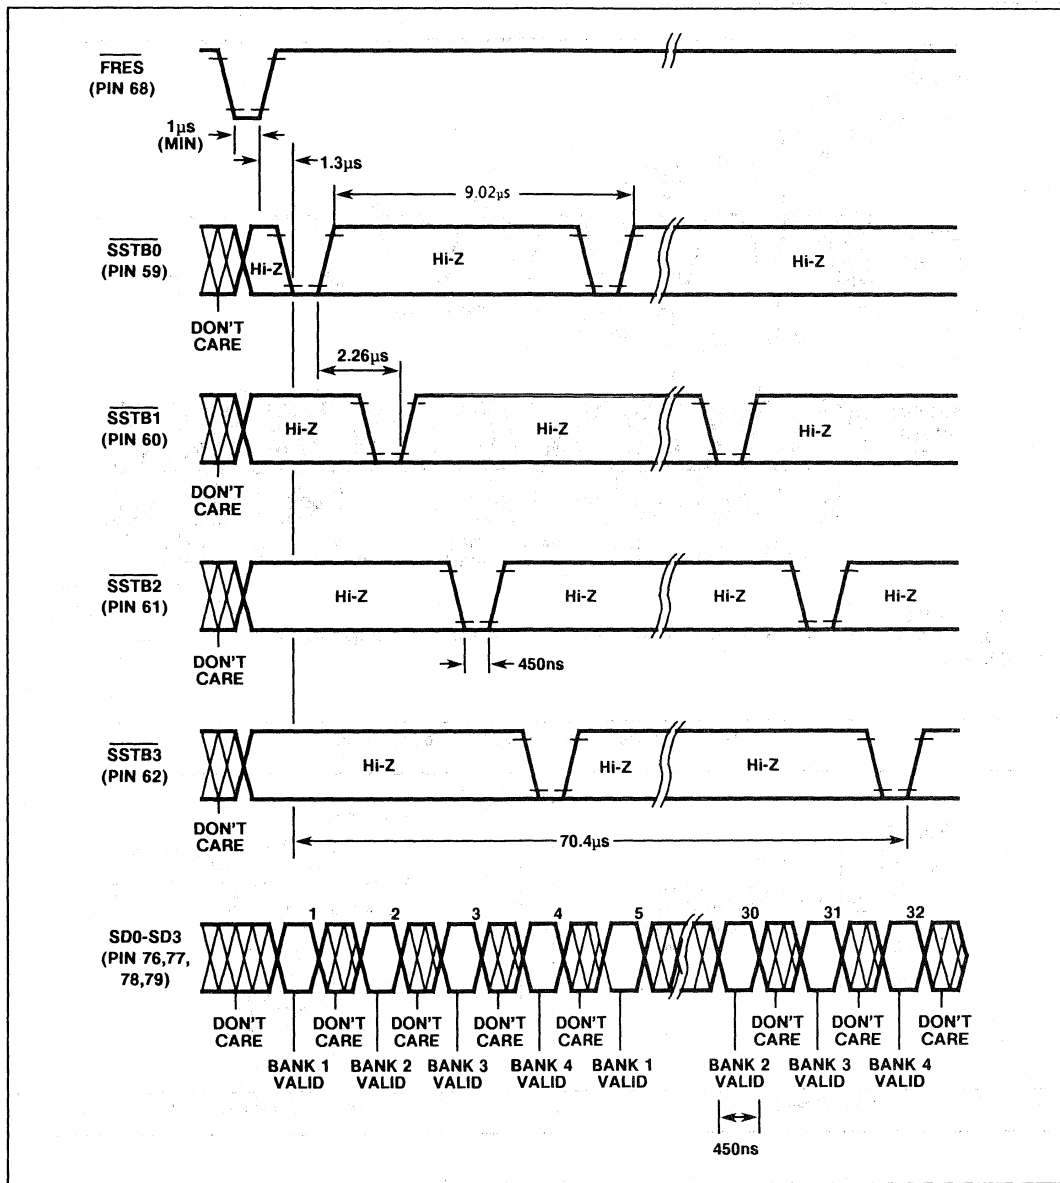 FRES
(PIN 68)
1µs
(MIN)
1.3µs
9.02µs
SSTB0
(PIN 59)
Hi-Z
Hi-Z
Hi-Z
DON'T
CARE
2.26µs
SSTB1
(PIN 60)
Hi-Z
Hi-Z
Hi-Z
DON'T
CARE
SSTB2
(PIN 61)
Hi-Z
Hi-Z
Hi-Z
Hi-Z
DON'T
CARE
450ns
SSTB3
(PIN 62)
Hi-Z
Hi-Z
Hi-Z
DON'T
CARE
70.4µs
1 2 3 4 5 30 31 32
SD0-SD3
(PIN 76,77,
78,79)
DON'T DON'T DON'T DON'T DON'T DON'T DON'T DON'T
CARE CARE CARE CARE CARE CARE CARE CARE
BANK 1 BANK 2 BANK 3 BANK 4 BANK 1 BANK 2 BANK 3 BANK 4
VALID VALID VALID VALID VALID VALID VALID VALID
450ns